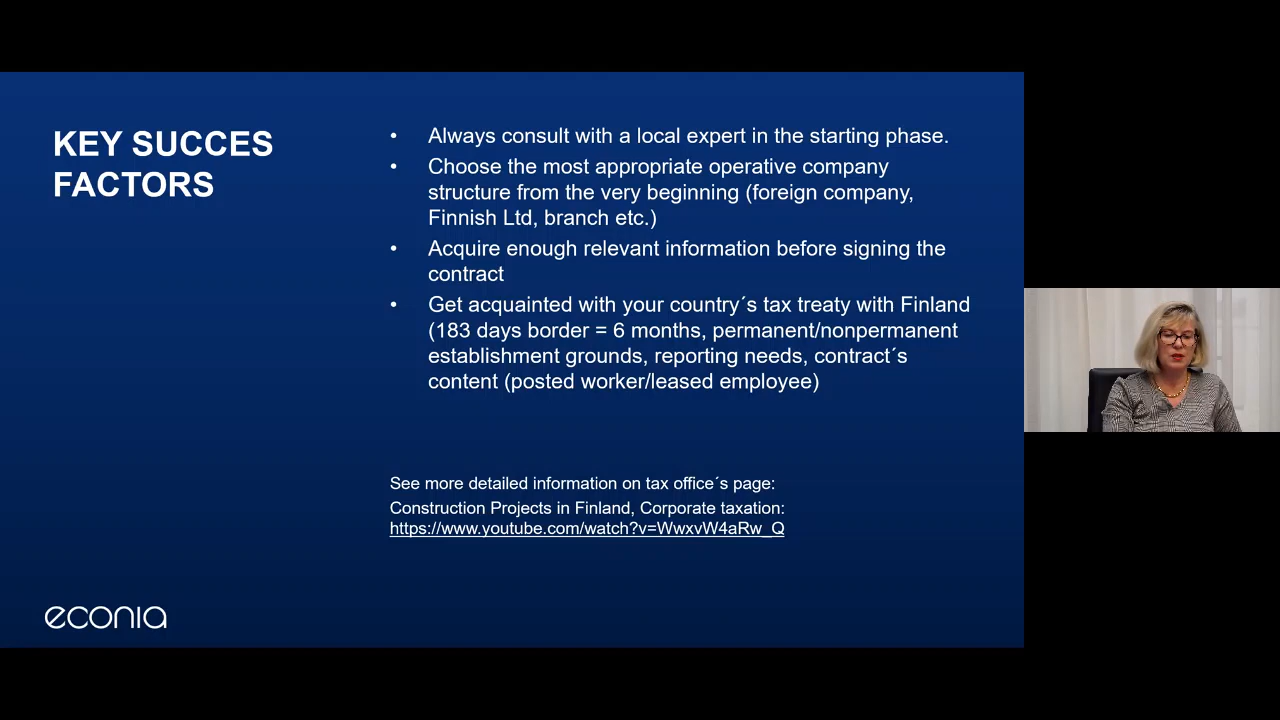 KEY SUCCES
FACTORS
• Always consult with a local expert in the starting phase.
• Choose the most appropriate operative company
structure from the very beginning (foreign company,
Finnish Ltd, branch etc.)
• Acquire enough relevant information before signing the
contract
• Get acquainted with your country´s tax treaty with Finland
(183 days border = 6 months, permanent/nonpermanent
establishment grounds, reporting needs, contract´s
content (posted worker/leased employee)
See more detailed information on tax office´s page:
Construction Projects in Finland, Corporate taxation:
https://www.youtube.com/watch?v=WwxvW4aRw_Q
econia